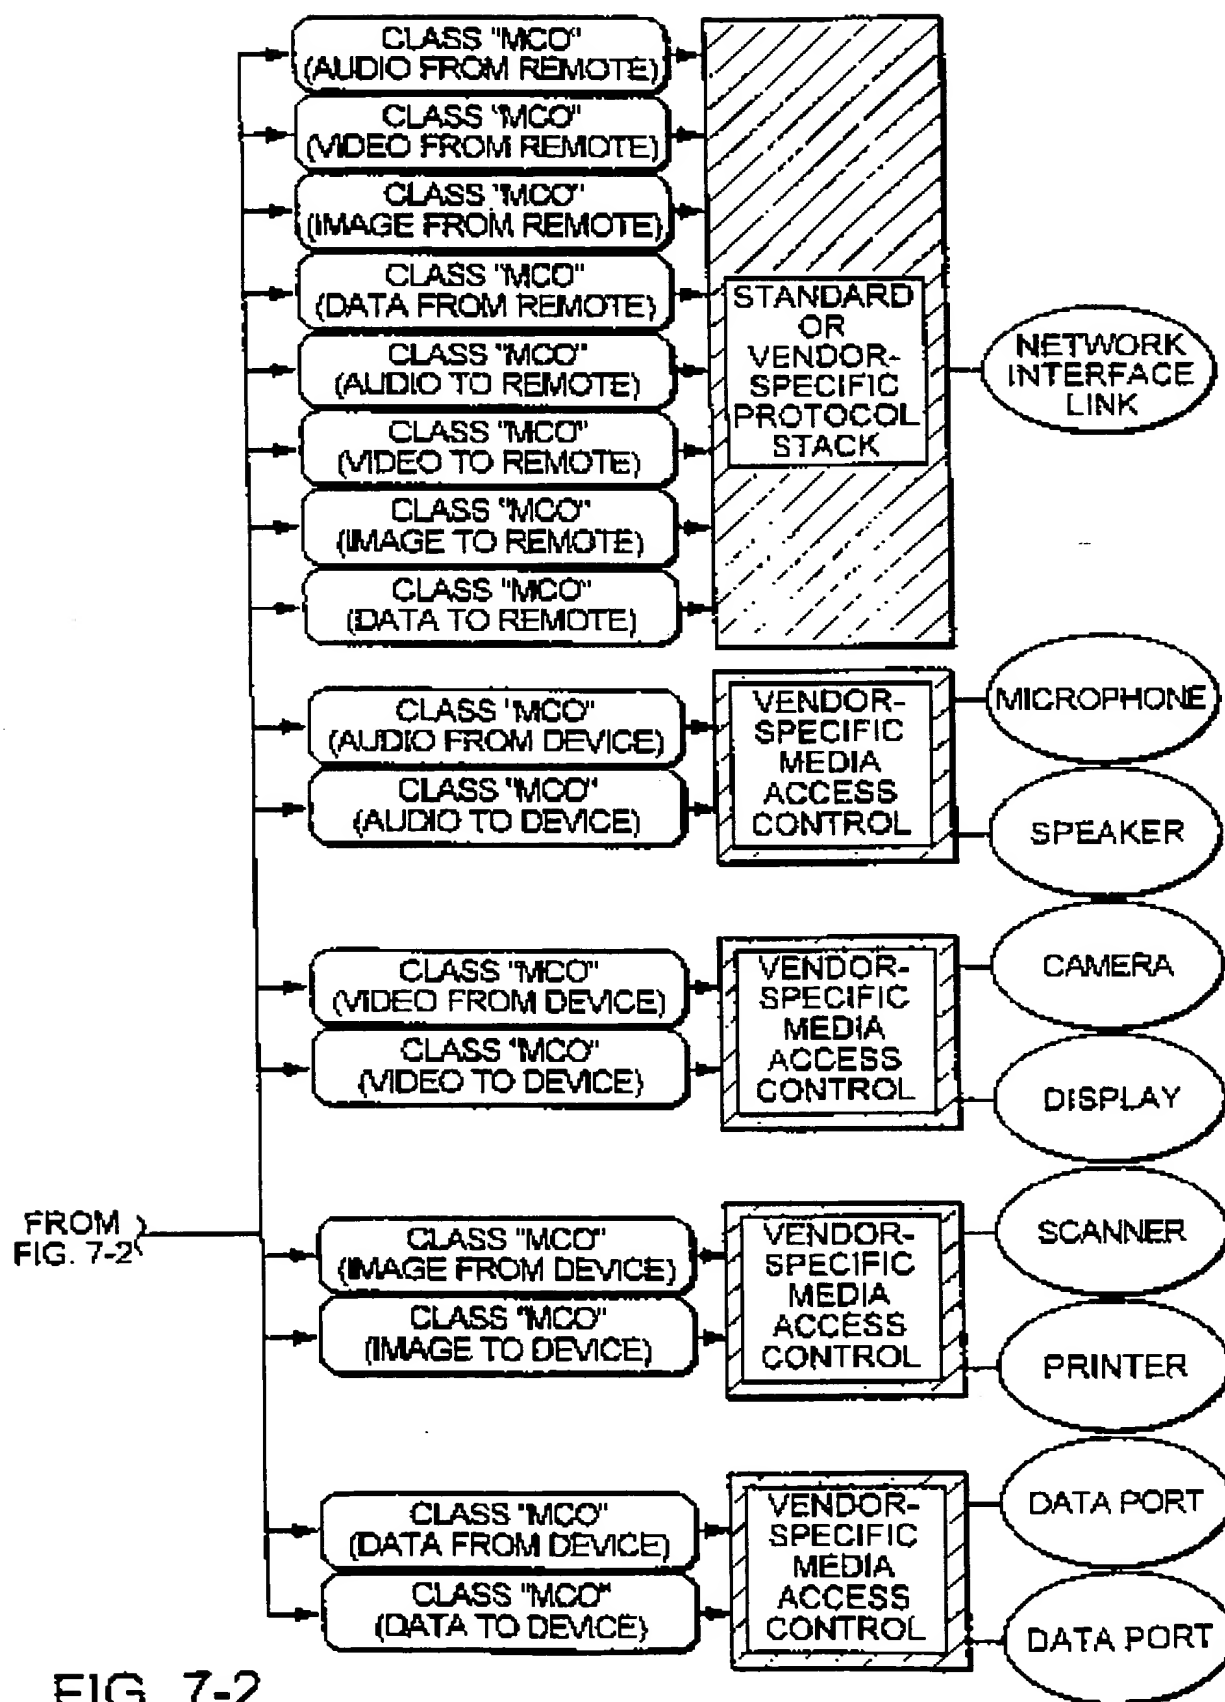 CLASS "MCO"
(AUDIO FROM REMOTE)
CLASS "MCO"
(VIDEO FROM REMOTE)
CLASS "MCO"
(IMAGE FROM REMOTE)
CLASS "MCO"
(DATA FROM REMOTE)
CLASS "MCO"
(AUDIO TO REMOTE)
CLASS "MCO"
(VIDEO TO REMOTE)
CLASS "MCO"
(IMAGE TO REMOTE)
CLASS "MCO"
(DATA TO REMOTE)
STANDARD
OR
VENDOR-
SPECIFIC
PROTOCOL
STACK
NETWORK
INTERFACE
LINK
CLASS "MCO"
(AUDIO FROM DEVICE)
CLASS "MCO"
(AUDIO TO DEVICE)
VENDOR-
SPECIFIC
MEDIA
ACCESS
CONTROL
MICROPHONE
SPEAKER
CLASS "MCO"
(VIDEO FROM DEVICE)
CLASS "MCO"
(VIDEO TO DEVICE)
VENDOR-
SPECIFIC
MEDIA
ACCESS
CONTROL
CAMERA
DISPLAY
FROM
FIG. 7-2
CLASS "MCO"
(IMAGE FROM DEVICE)
CLASS "MCO"
(IMAGE TO DEVICE)
VENDOR-
SPECIFIC
MEDIA
ACCESS
CONTROL
SCANNER
PRINTER
CLASS "MCO"
(DATA FROM DEVICE)
CLASS "MCO"
(DATA TO DEVICE)
VENDOR-
SPECIFIC
MEDIA
ACCESS
CONTROL
DATA PORT
DATA PORT
FIG. 7-2